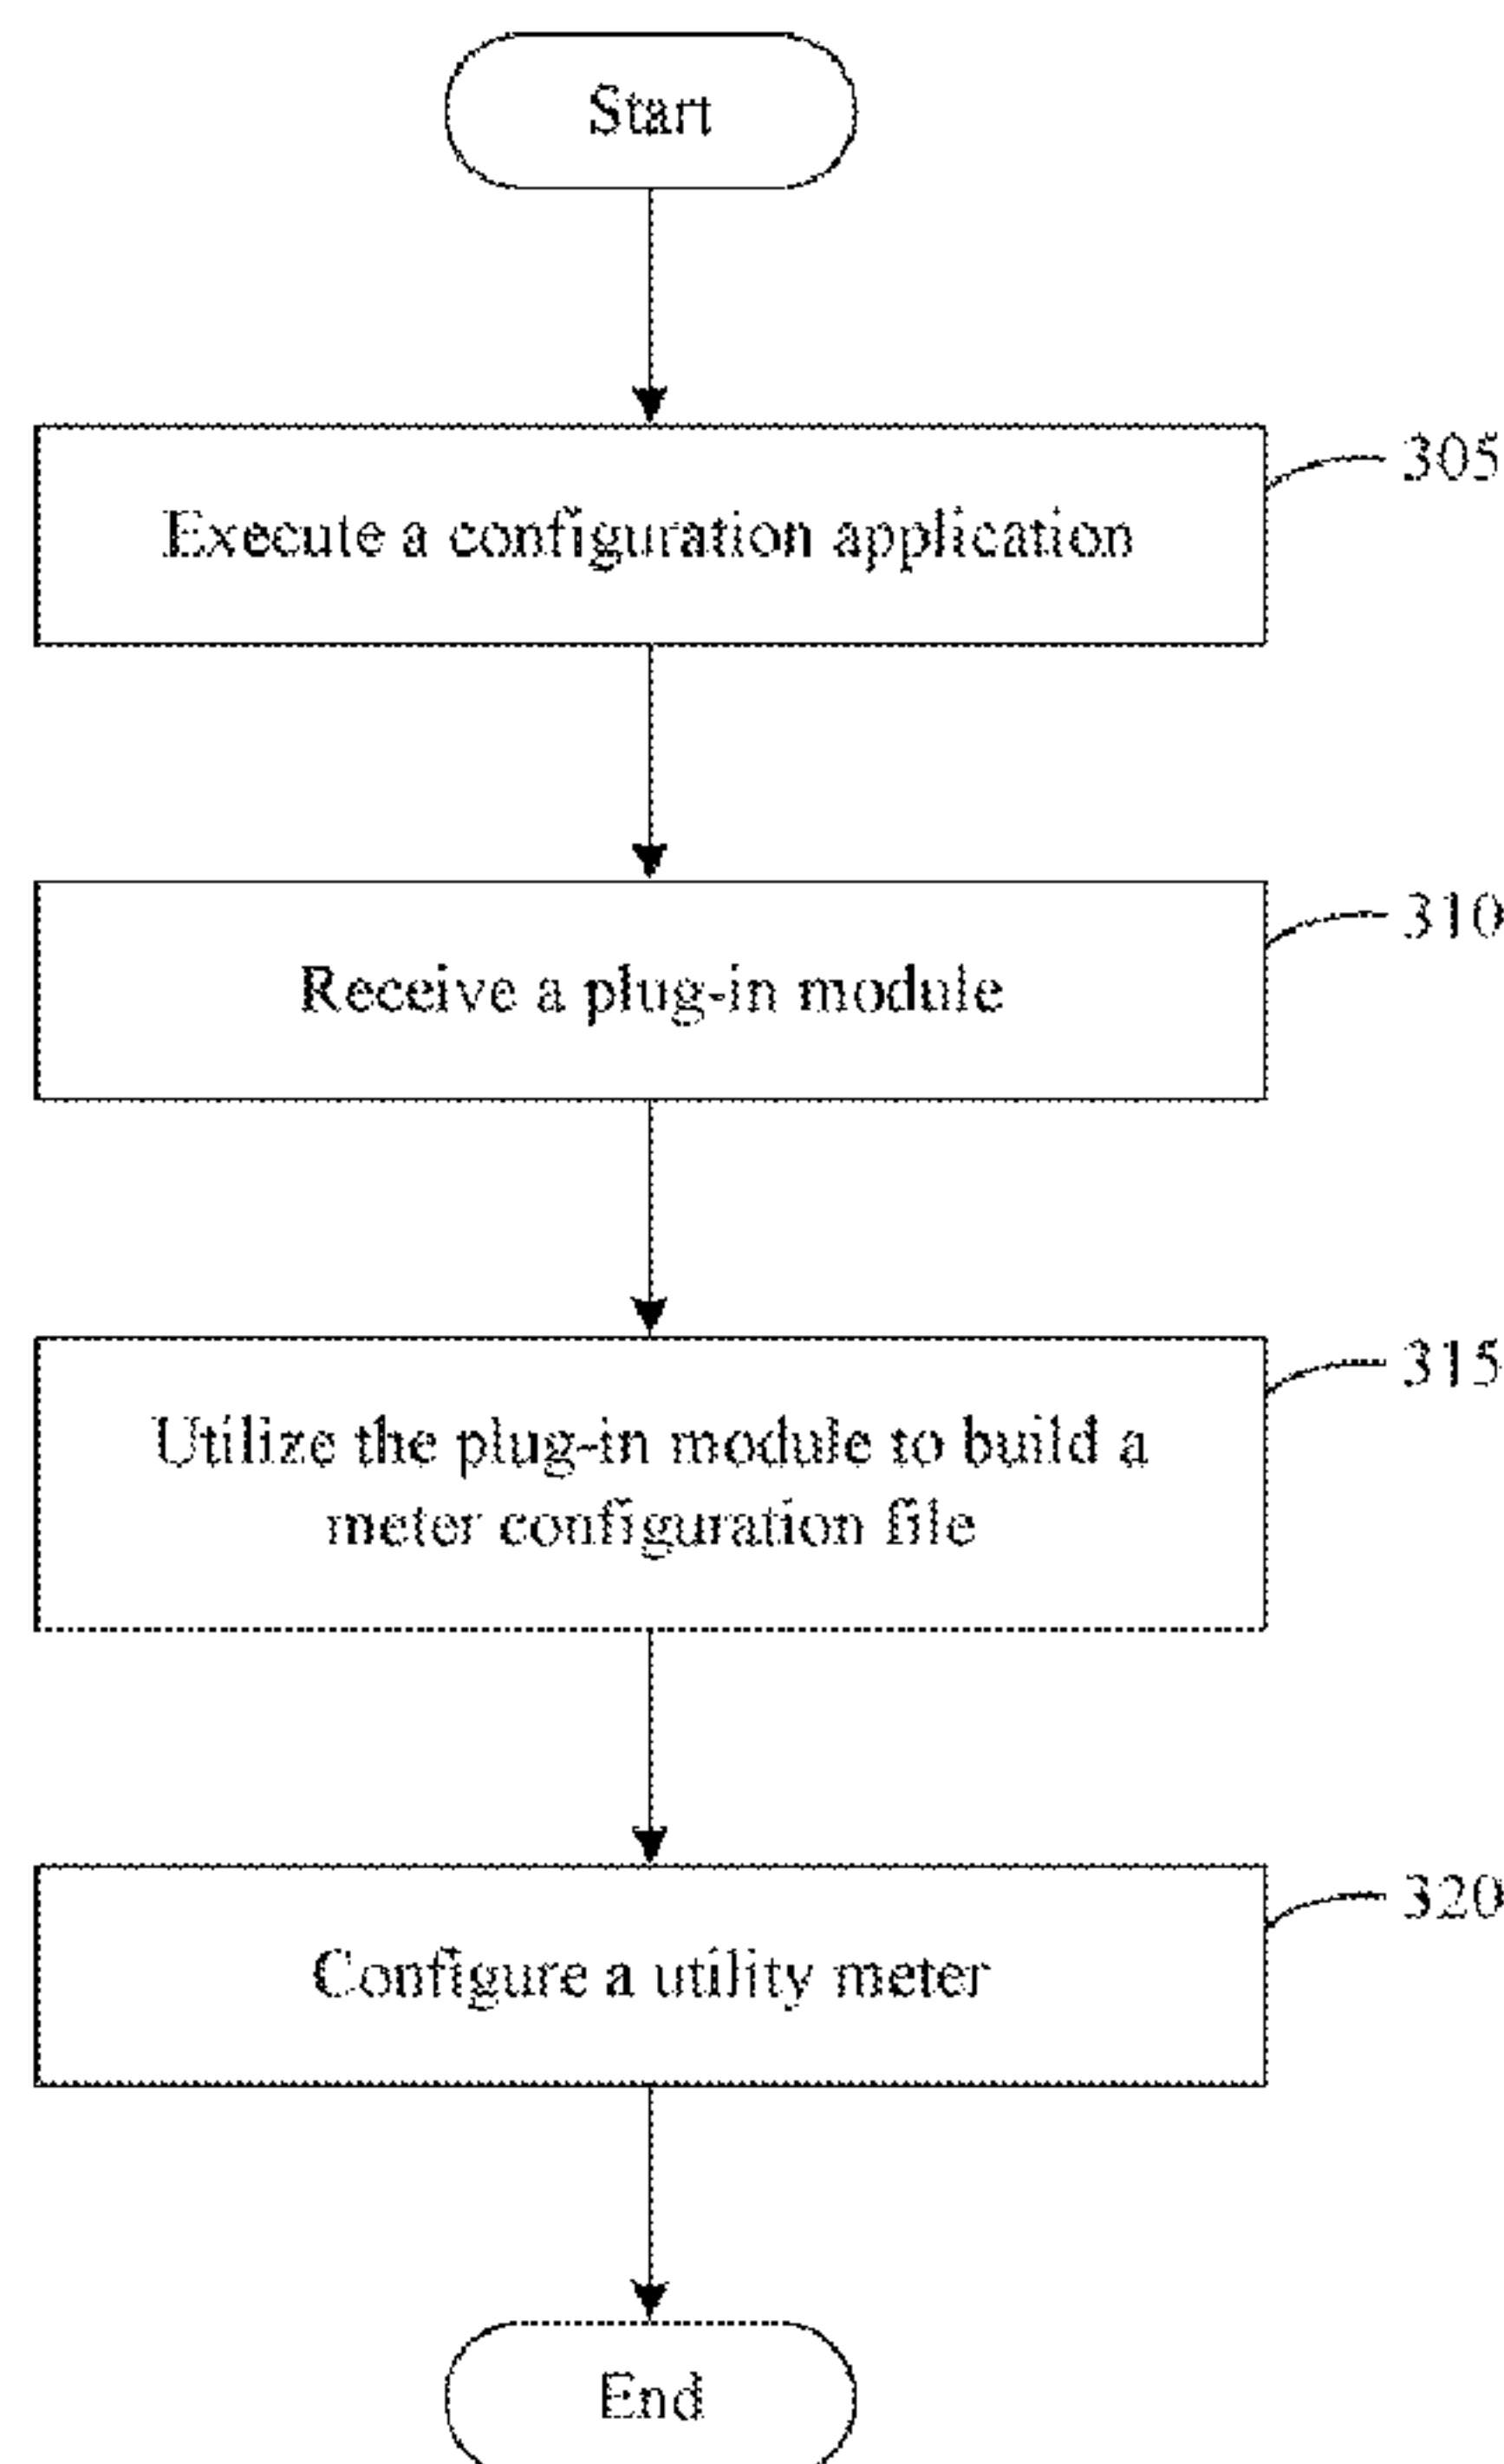 Start
305
Execute a configuration application
310
Receive a plug-in module
315
Utilize the plug-in module to build a
meter configuration file
320
Configure a utility meter
End